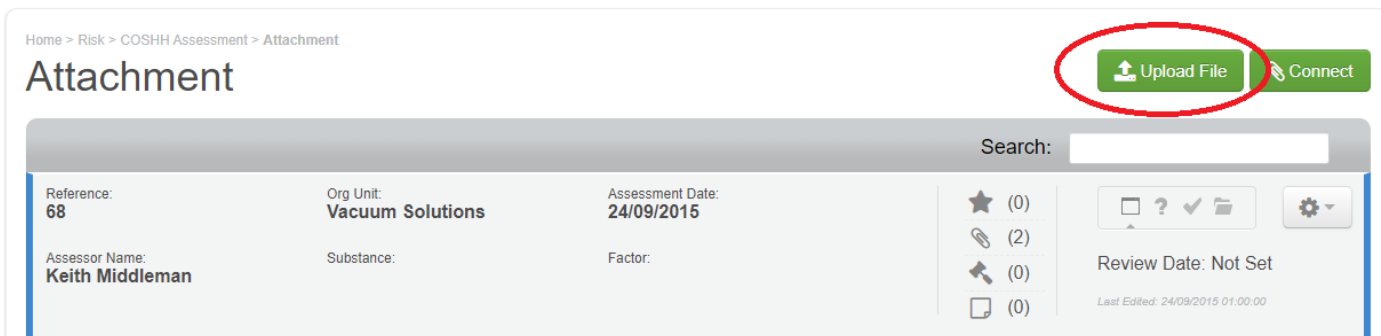 Home > Risk > COSHH Assessment > Attachment
Attachment
Upload File
Connect
Search:
Reference:
68
Org Unit:
Vacuum Solutions
Assessment Date:
24/09/2015
Assessor Name:
Keith Middleman
Substance:
Factor:
(0)
(2)
(0)
(0)
?
Review Date: Not Set
Last Edited: 24/09/2015 01:00:00